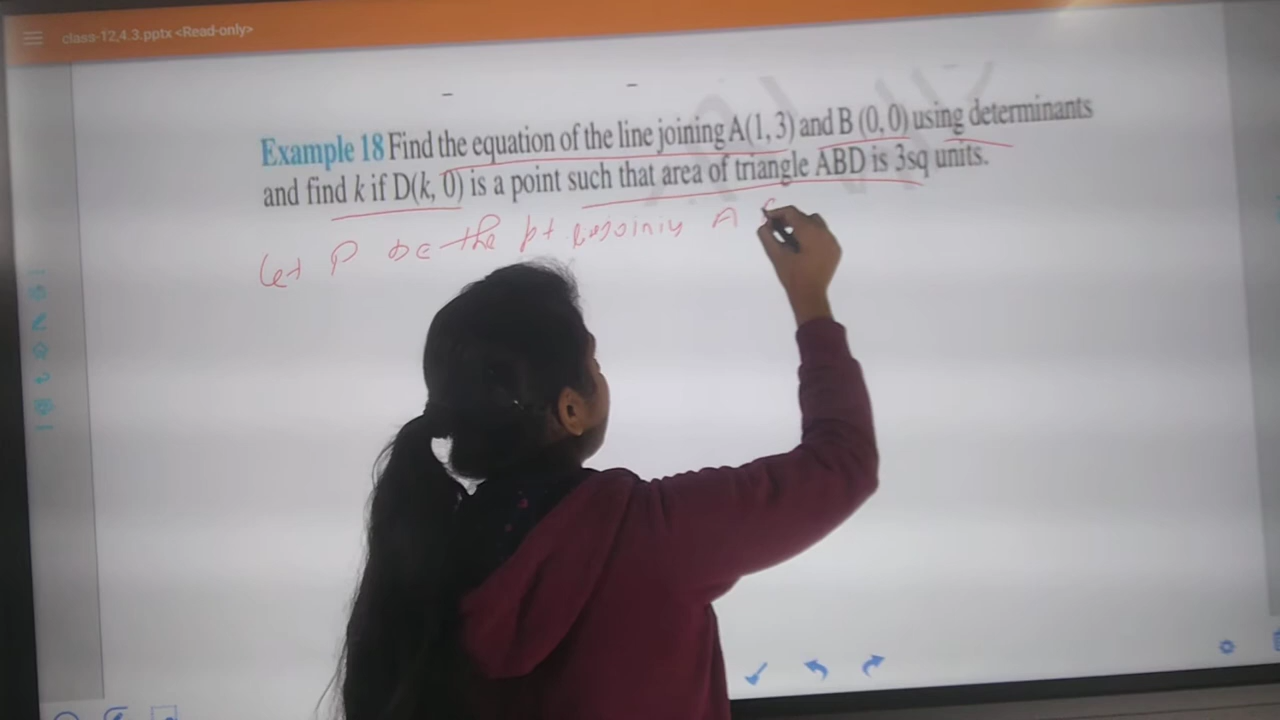 class-12,4.3.pptx <Read-only>
Example 18 Find the equation of the line joining A(1, 3) and B (0, 0) using determinants
and find k if D(k, 0) is a point such that area of triangle ABD is 3sq units.
Let P be the pt joining A